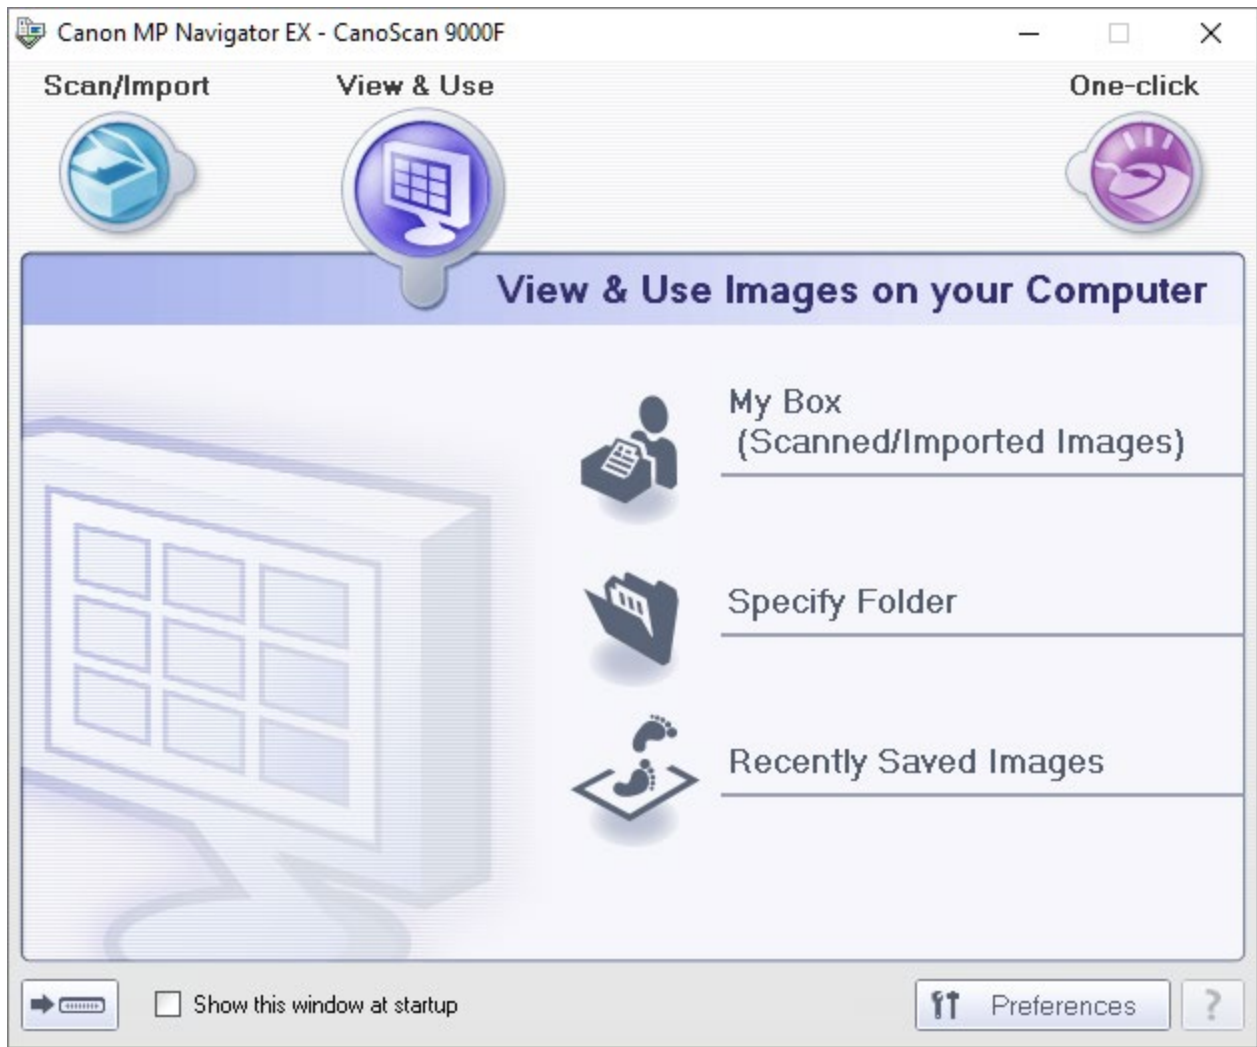 Canon MP Navigator EX - CanoScan 9000F
Scan/Import
View & Use
One-click
View & Use Images on your Computer
My Box
(Scanned/Imported Images)
Specify Folder
Recently Saved Images
Show this window at startup
Preferences
?